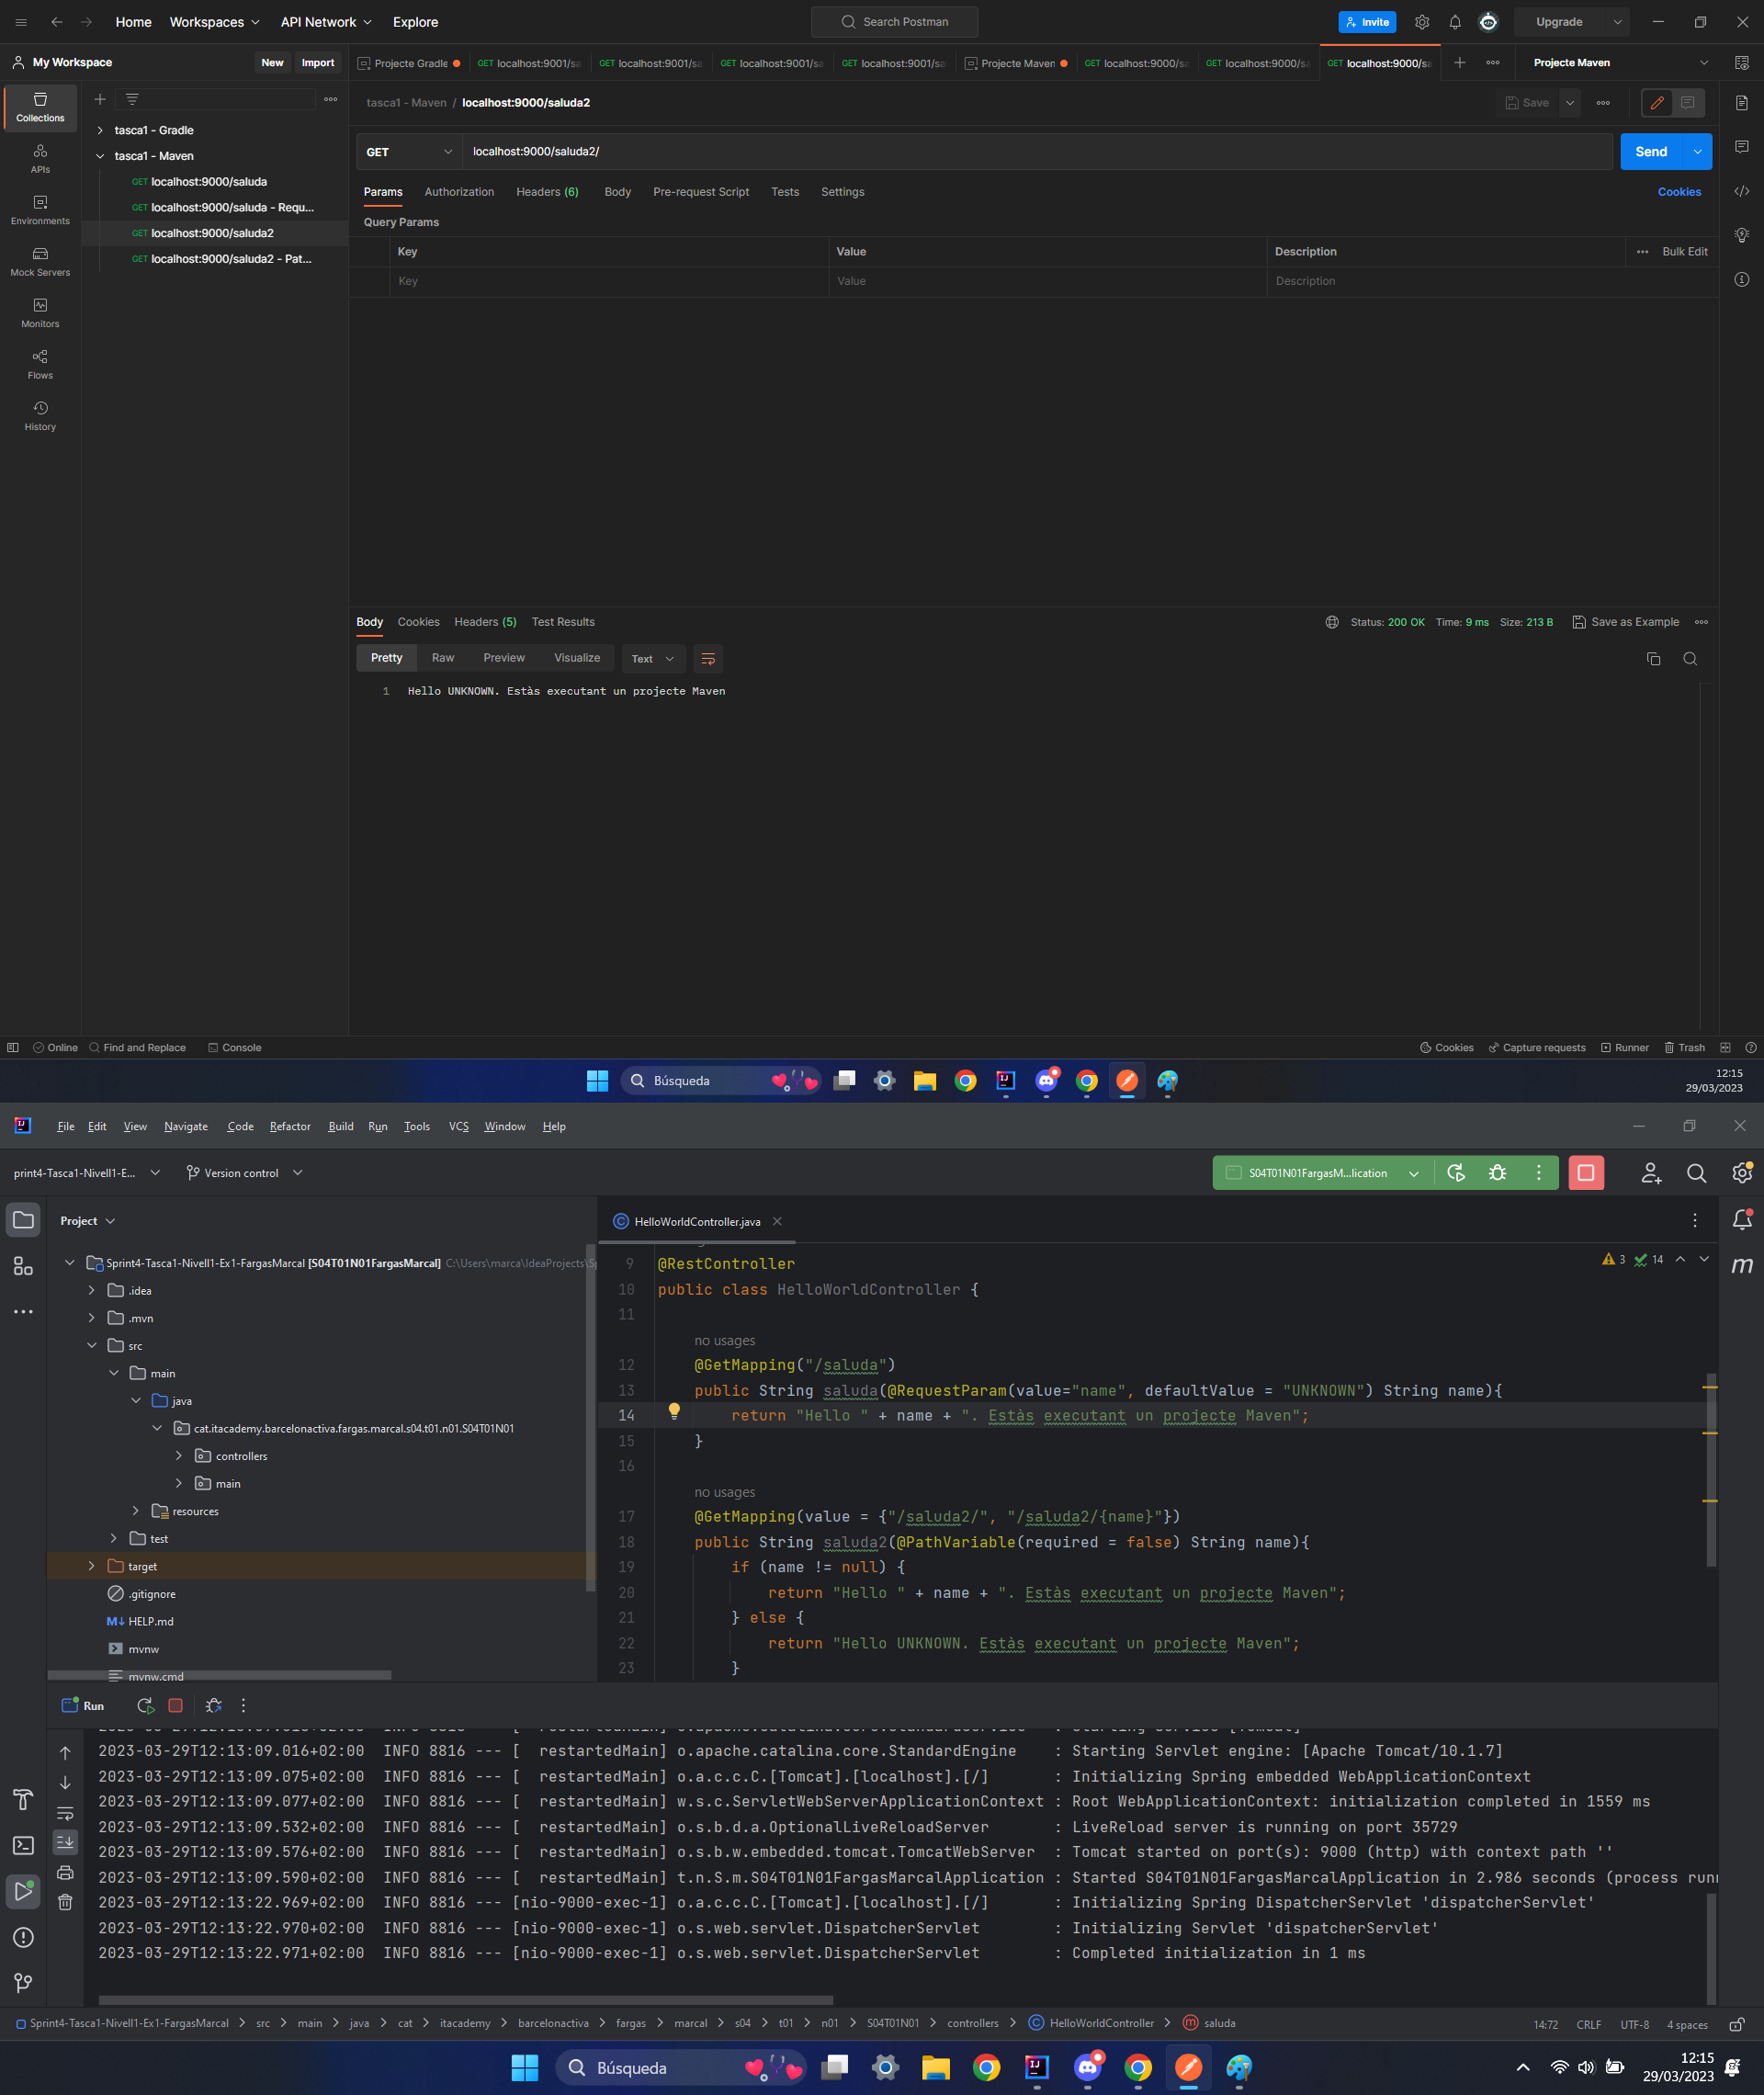 Home Workspaces API Network Explore Search Postman Invite Upgrade
My Workspace New Import Projecte Gradle GET localhost:9001/sa GET localhost:9001/sa GET localhost:9001/sa GET localhost:9001/sa Projecte Maven GET localhost:9000/sa GET localhost:9000/sa GET localhost:9000/sa Projecte Maven
Collections
APIs
Environments
Mock Servers
Monitors
Flows
History
tasca1 - Gradle
tasca1 - Maven
GET localhost:9000/saluda
GET localhost:9000/saluda - Requ...
GET localhost:9000/saluda2
GET localhost:9000/saluda2 - Pat...
tasca1 - Maven / localhost:9000/saluda2 Save
GET localhost:9000/saluda2/ Send
Params Authorization Headers (6) Body Pre-request Script Tests Settings Cookies
Query Params
Key Value Description Bulk Edit
Key Value Description
Body Cookies Headers (5) Test Results Status: 200 OK Time: 9 ms Size: 213 B Save as Example
Pretty Raw Preview Visualize Text
1 Hello UNKNOWN. Estàs executant un projecte Maven
Online Find and Replace Console Cookies Capture requests Runner Trash
Búsqueda 12:15
29/03/2023
File Edit View Navigate Code Refactor Build Run Tools VCS Window Help
print4-Tasca1-Nivell1-E... Version control S04T01N01FargasM...lication
Project
Sprint4-Tasca1-Nivell1-Ex1-FargasMarcal [S04T01N01FargasMarcal] C:\Users\marca\IdeaProjects\Sp
.idea
.mvn
src
main
java
cat.itacademy.barcelonactiva.fargas.marcal.s04.t01.n01.S04T01N01
controllers
main
resources
test
target
.gitignore
HELP.md
mvnw
mvnw.cmd
HelloWorldController.java
3 14
9 @RestController
10 public class HelloWorldController {
11
no usages
12 @GetMapping("/saluda")
13 public String saluda(@RequestParam(value="name", defaultValue = "UNKNOWN") String name){
14 return "Hello " + name + ". Estàs executant un projecte Maven";
15 }
16
no usages
17 @GetMapping(value = {"/saluda2/", "/saluda2/{name}"})
18 public String saluda2(@PathVariable(required = false) String name){
19 if (name != null) {
20 return "Hello " + name + ". Estàs executant un projecte Maven";
21 } else {
22 return "Hello UNKNOWN. Estàs executant un projecte Maven";
23 }
Run
2023-03-29T12:13:09.016+02:00 INFO 8816 --- [ restartedMain] o.apache.catalina.core.StandardEngine : Starting Servlet engine: [Apache Tomcat/10.1.7]
2023-03-29T12:13:09.075+02:00 INFO 8816 --- [ restartedMain] o.a.c.c.C.[Tomcat].[localhost].[/] : Initializing Spring embedded WebApplicationContext
2023-03-29T12:13:09.077+02:00 INFO 8816 --- [ restartedMain] w.s.c.ServletWebServerApplicationContext : Root WebApplicationContext: initialization completed in 1559 ms
2023-03-29T12:13:09.532+02:00 INFO 8816 --- [ restartedMain] o.s.b.d.a.OptionalLiveReloadServer : LiveReload server is running on port 35729
2023-03-29T12:13:09.576+02:00 INFO 8816 --- [ restartedMain] o.s.b.w.embedded.tomcat.TomcatWebServer : Tomcat started on port(s): 9000 (http) with context path ''
2023-03-29T12:13:09.590+02:00 INFO 8816 --- [ restartedMain] t.n.S.m.S04T01N01FargasMarcalApplication : Started S04T01N01FargasMarcalApplication in 2.986 seconds (process runn
2023-03-29T12:13:22.969+02:00 INFO 8816 --- [nio-9000-exec-1] o.a.c.c.C.[Tomcat].[localhost].[/] : Initializing Spring DispatcherServlet 'dispatcherServlet'
2023-03-29T12:13:22.970+02:00 INFO 8816 --- [nio-9000-exec-1] o.s.web.servlet.DispatcherServlet : Initializing Servlet 'dispatcherServlet'
2023-03-29T12:13:22.971+02:00 INFO 8816 --- [nio-9000-exec-1] o.s.web.servlet.DispatcherServlet : Completed initialization in 1 ms
Sprint4-Tasca1-Nivell1-Ex1-FargasMarcal src main java cat itacademy barcelonactiva fargas marcal s04 t01 n01 S04T01N01 controllers HelloWorldController saluda 14:72 CRLF UTF-8 4 spaces
Búsqueda 12:15
29/03/2023